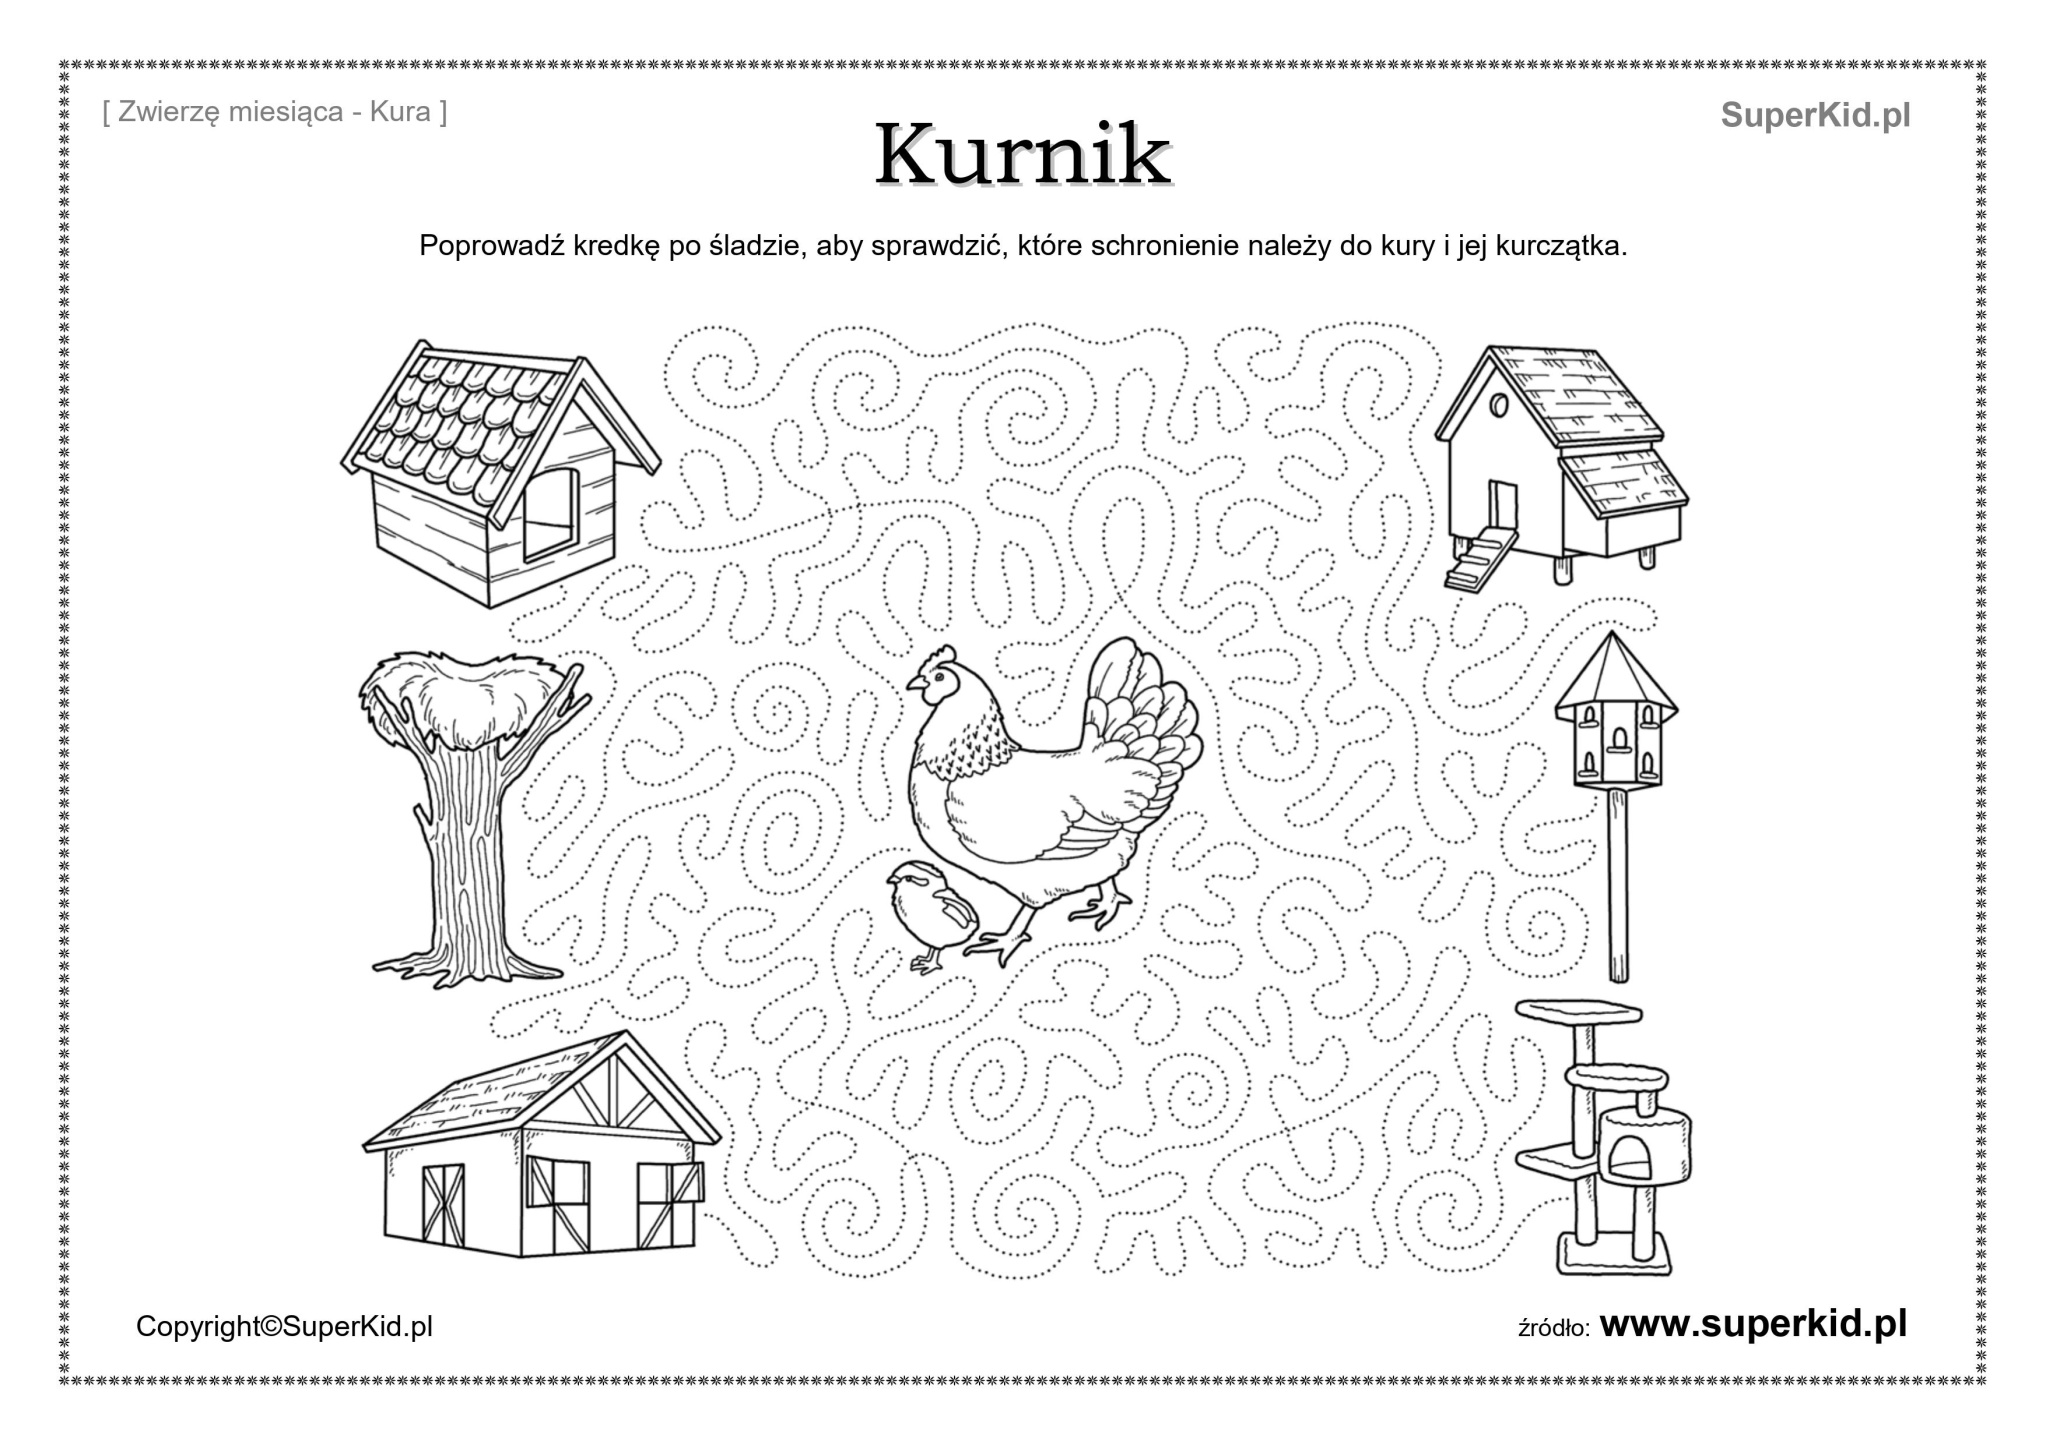 [ Zwierzę miesiąca - Kura ]
SuperKid.pl
Kurnik
Poprowadź kredkę po śladzie, aby sprawdzić, które schronienie należy do kury i jej kurczątka.
Copyright©SuperKid.pl
źródło: www.superkid.pl